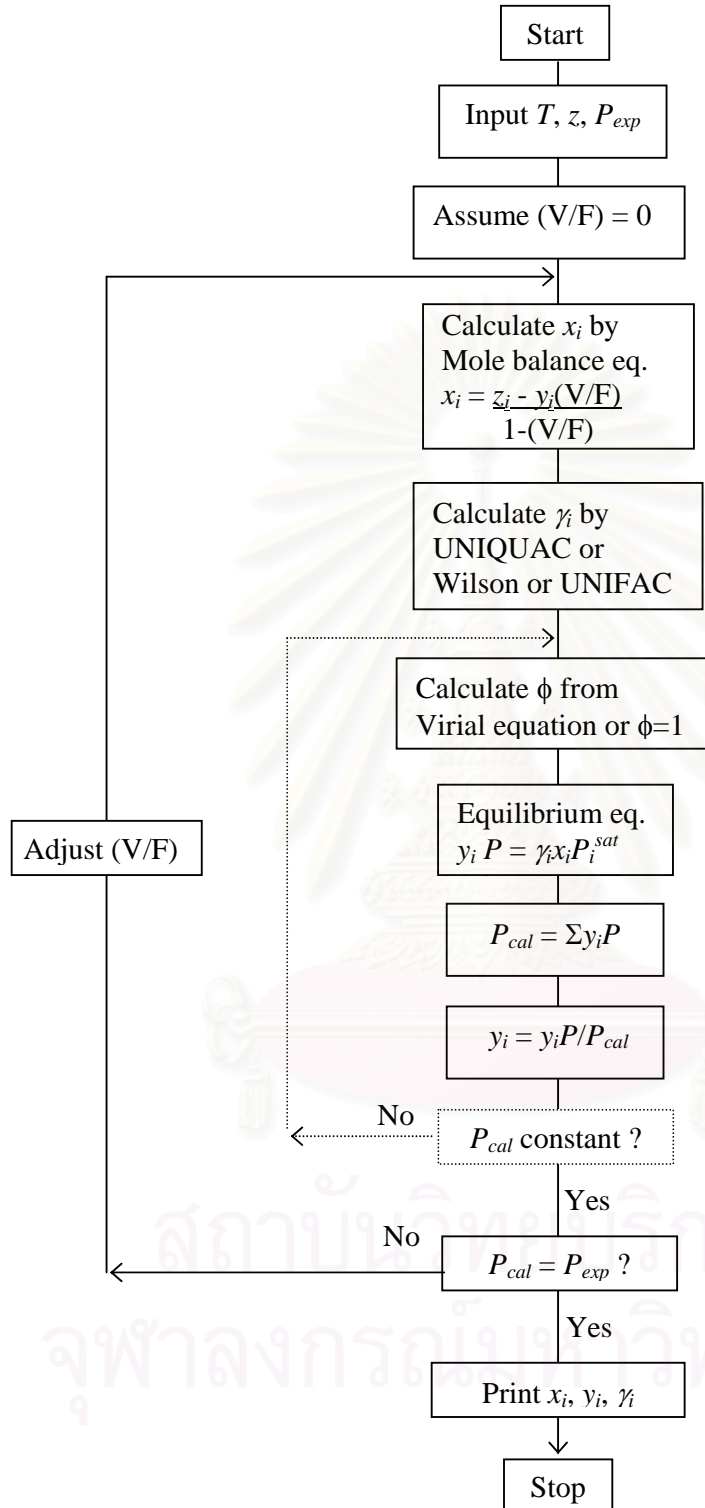 Start
Input T, z, P_exp
Assume (V/F) = 0
Calculate x_i by
Mole balance eq.
x_i = z_i - y_i(V/F)
1-(V/F)
Calculate γ_i by
UNIQUAC or
Wilson or UNIFAC
Calculate ϕ from
Virial equation or ϕ=1
Equilibrium eq.
y_i P = γ_i x_i P_i^sat
Adjust (V/F)
P_cal = Σy_iP
y_i = y_iP/P_cal
No
P_cal constant ?
Yes
No
P_cal = P_exp ?
Yes
Print x_i, y_i, γ_i
Stop